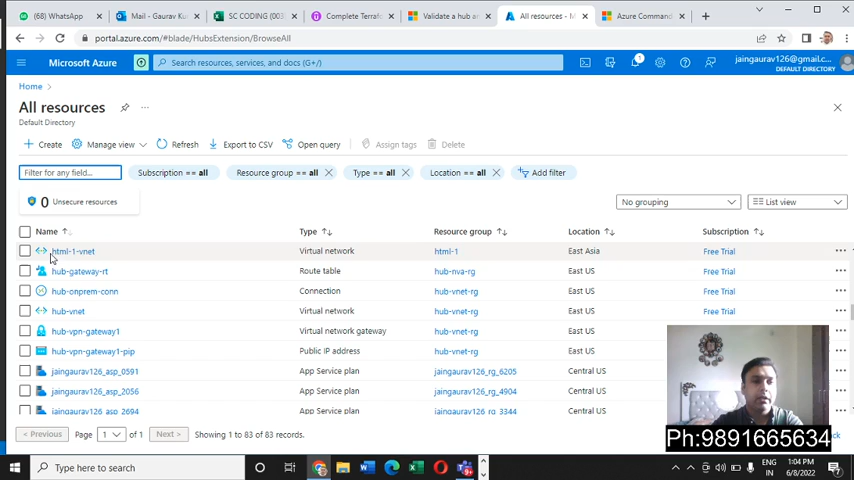 (68) WhatsApp
Mail - Gaurav Ku
SC CODING (003
Complete Terraf
Validate a hub a
All resources - M
Azure Command
portal.azure.com/#blade/HubsExtension/BrowseAll
Microsoft Azure
Search resources, services, and docs (G+/)
1
jaingaurav126@gmail.c...
DEFAULT DIRECTORY
Home
All resources
Default Directory
Create
Manage view
Refresh
Export to CSV
Open query
Assign tags
Delete
Filter for any field...
Subscription == all
Resource group == all
Type == all
Location == all
Add filter
0 Unsecure resources
No grouping
List view
Name
Type
Resource group
Location
Subscription
html-1-vnet Virtual network html-1 East Asia Free Trial
hub-gateway-rt Route table hub-nva-rg East US Free Trial
hub-onprem-conn Connection hub-vnet-rg East US Free Trial
hub-vnet Virtual network hub-vnet-rg East US Free Trial
hub-vpn-gateway1 Virtual network gateway hub-vnet-rg East US
hub-vpn-gateway1-pip Public IP address hub-vnet-rg East US
jaingaurav126_asp_0591 App Service plan jaingaurav126_rg_6205 Central US
jaingaurav126_asp_2056 App Service plan jaingaurav126_rg_4904 Central US
jaingaurav126_asp_2694 App Service plan jaingaurav126_rg_3344 Central US
< Previous
Page 1 of 1
Next >
Showing 1 to 83 of 83 records.
Ph:9891665634
Type here to search
ENG
IN
1:04 PM
6/8/2022